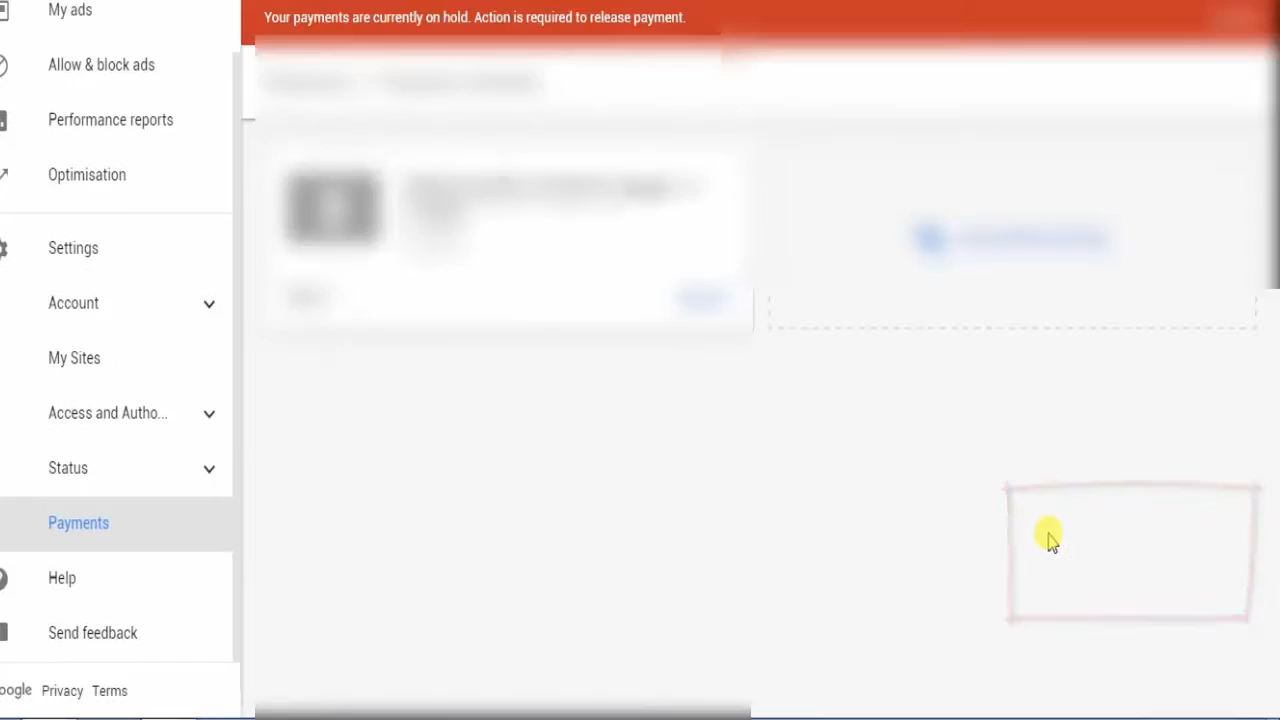 My ads
Your payments are currently on hold. Action is required to release payment.
Allow & block ads
Performance reports
Optimisation
Settings
Account
My Sites
Access and Autho...
Status
Payments
Help
Send feedback
oogle Privacy Terms